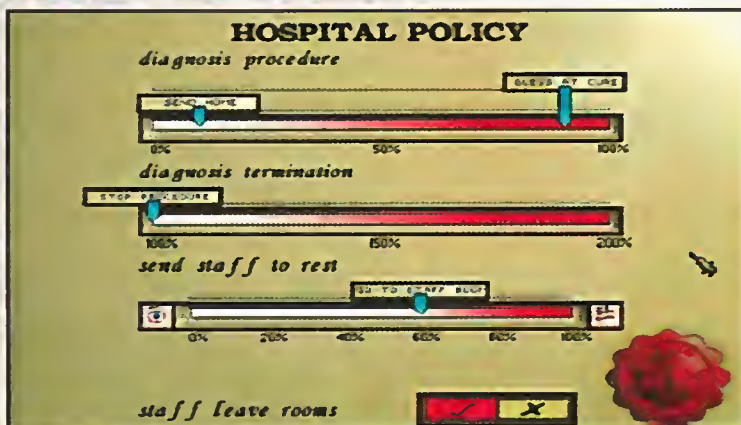 HOSPITAL POLICY
diagnosis procedure
GUESS AT CURE
SEND HOME
0% 50% 100%
diagnosis termination
STOP PROCEDURE
100% 150% 200%
send staff to rest
GO TO STAFF ROOM
0% 20% 40% 60% 80% 100%
staff leave rooms